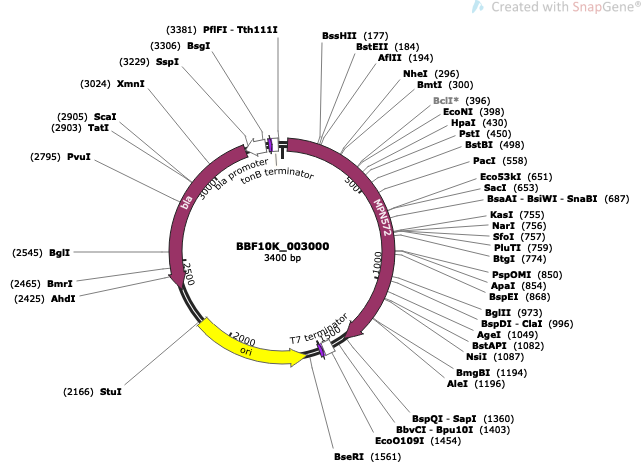 Created with SnapGene®
(3381) PflFI - Tth111I
(3306) BsgI
(3229) SspI
(3024) XmnI
(2905) ScaI
(2903) TatI
(2795) PvuI
(2545) BglI
(2465) BmrI
(2425) AhdI
(2166) StuI
BssHII (177)
BstEII (184)
AflII (194)
NheI (296)
BmtI (300)
BclI* (396)
EcoNI (398)
HpaI (430)
PstI (450)
BstBI (498)
PacI (558)
Eco53kI (651)
SacI (653)
BsaAI - BsiWI - SnaBI (687)
KasI (755)
NarI (756)
SfoI (757)
PluTI (759)
BtgI (774)
PspOMI (850)
ApaI (854)
BspEI (868)
BglII (973)
BspDI - ClaI (996)
AgeI (1049)
BstAPI (1082)
NsiI (1087)
BmgBI (1194)
AleI (1196)
BspQI - SapI (1360)
BbvCI - Bpu10I (1403)
EcoO109I (1454)
BseRI (1561)
bla promoter
tonB terminator
bla
MPN572
T7 terminator
ori
500
1000
1500
2000
2500
3000
BBF10K_003000
3400 bp